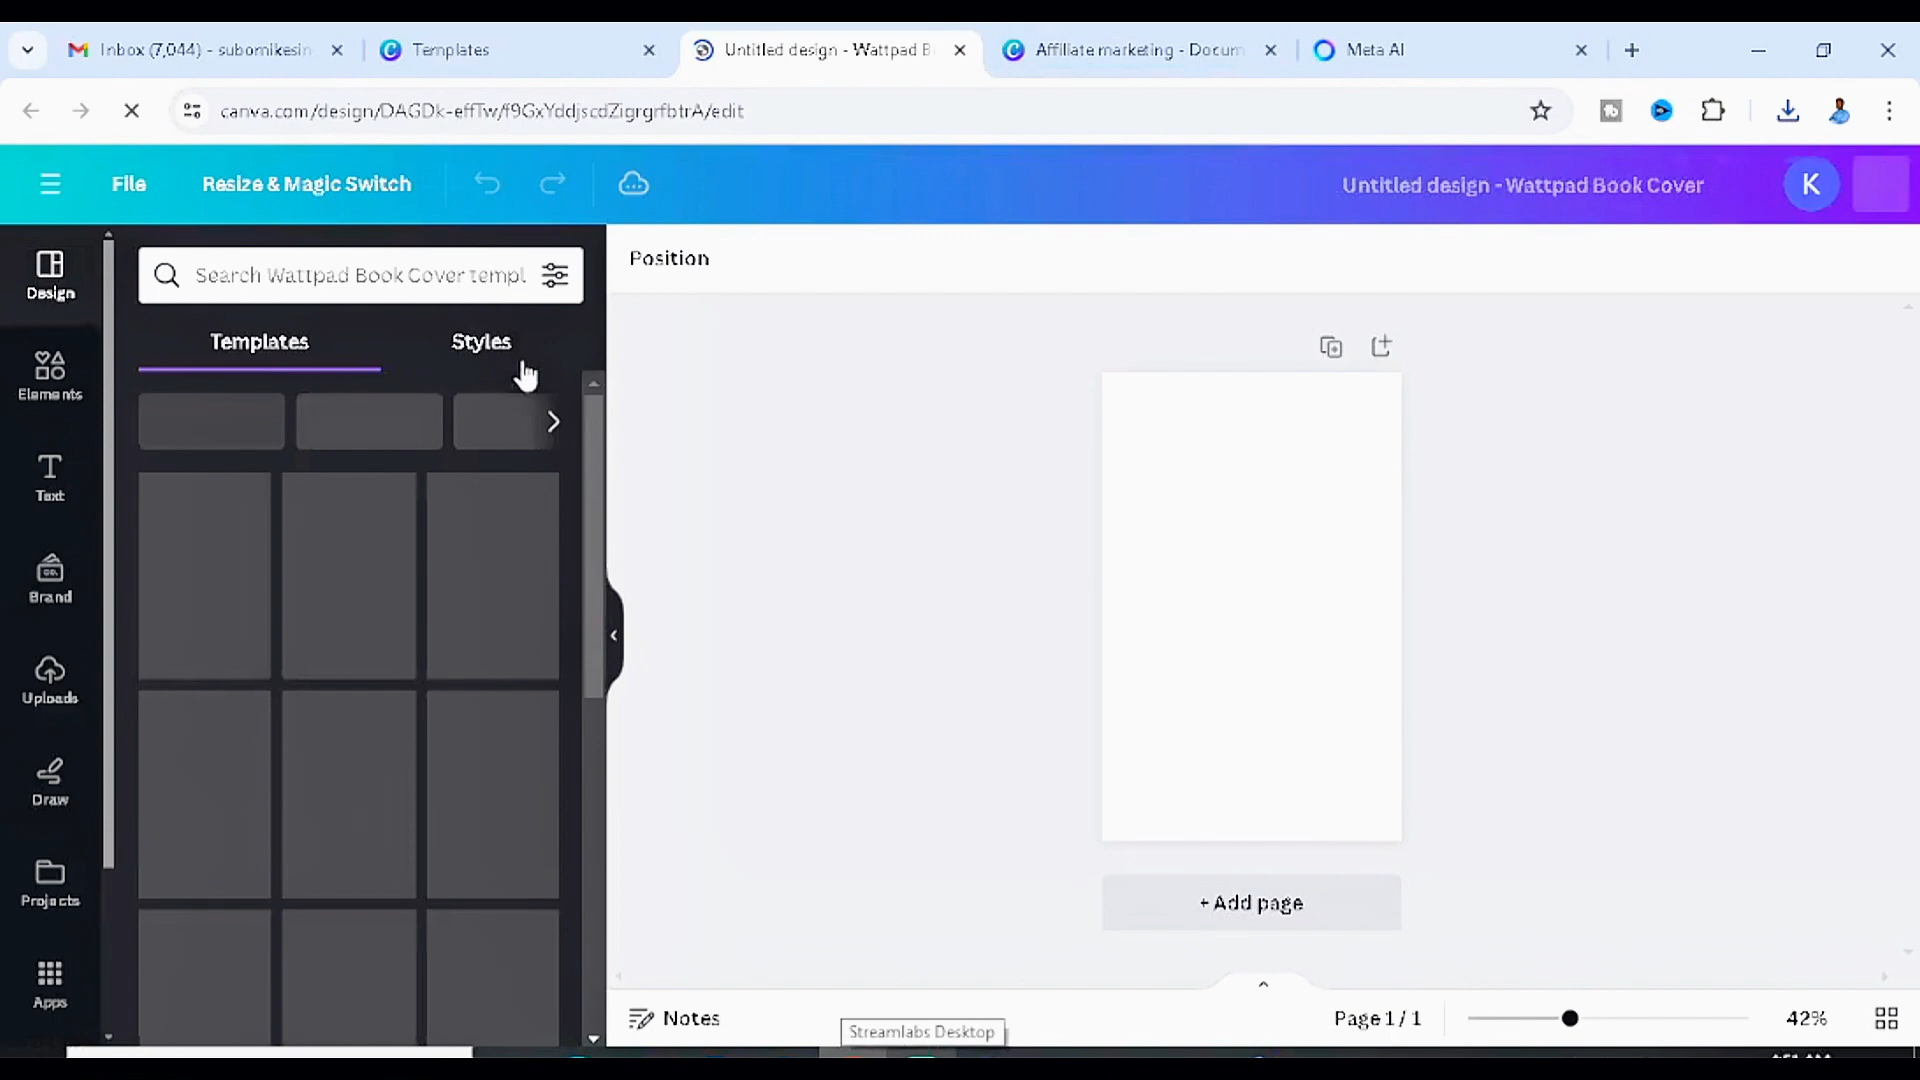 Inbox (7,044) - subomikesin
Templates
Untitled design - Wattpad B
Affiliate marketing - Docum
Meta AI
canva.com/design/DAGDk-effTw/f9GxYddjscdZigrgrfbtrA/edit
File
Resize & Magic Switch
Untitled design - Wattpad Book Cover
K
Design
Search Wattpad Book Cover templ
Position
Templates
Styles
Elements
Text
Brand
Uploads
Draw
Projects
+ Add page
Apps
Notes
Streamlabs Desktop
Page 1 / 1
42%